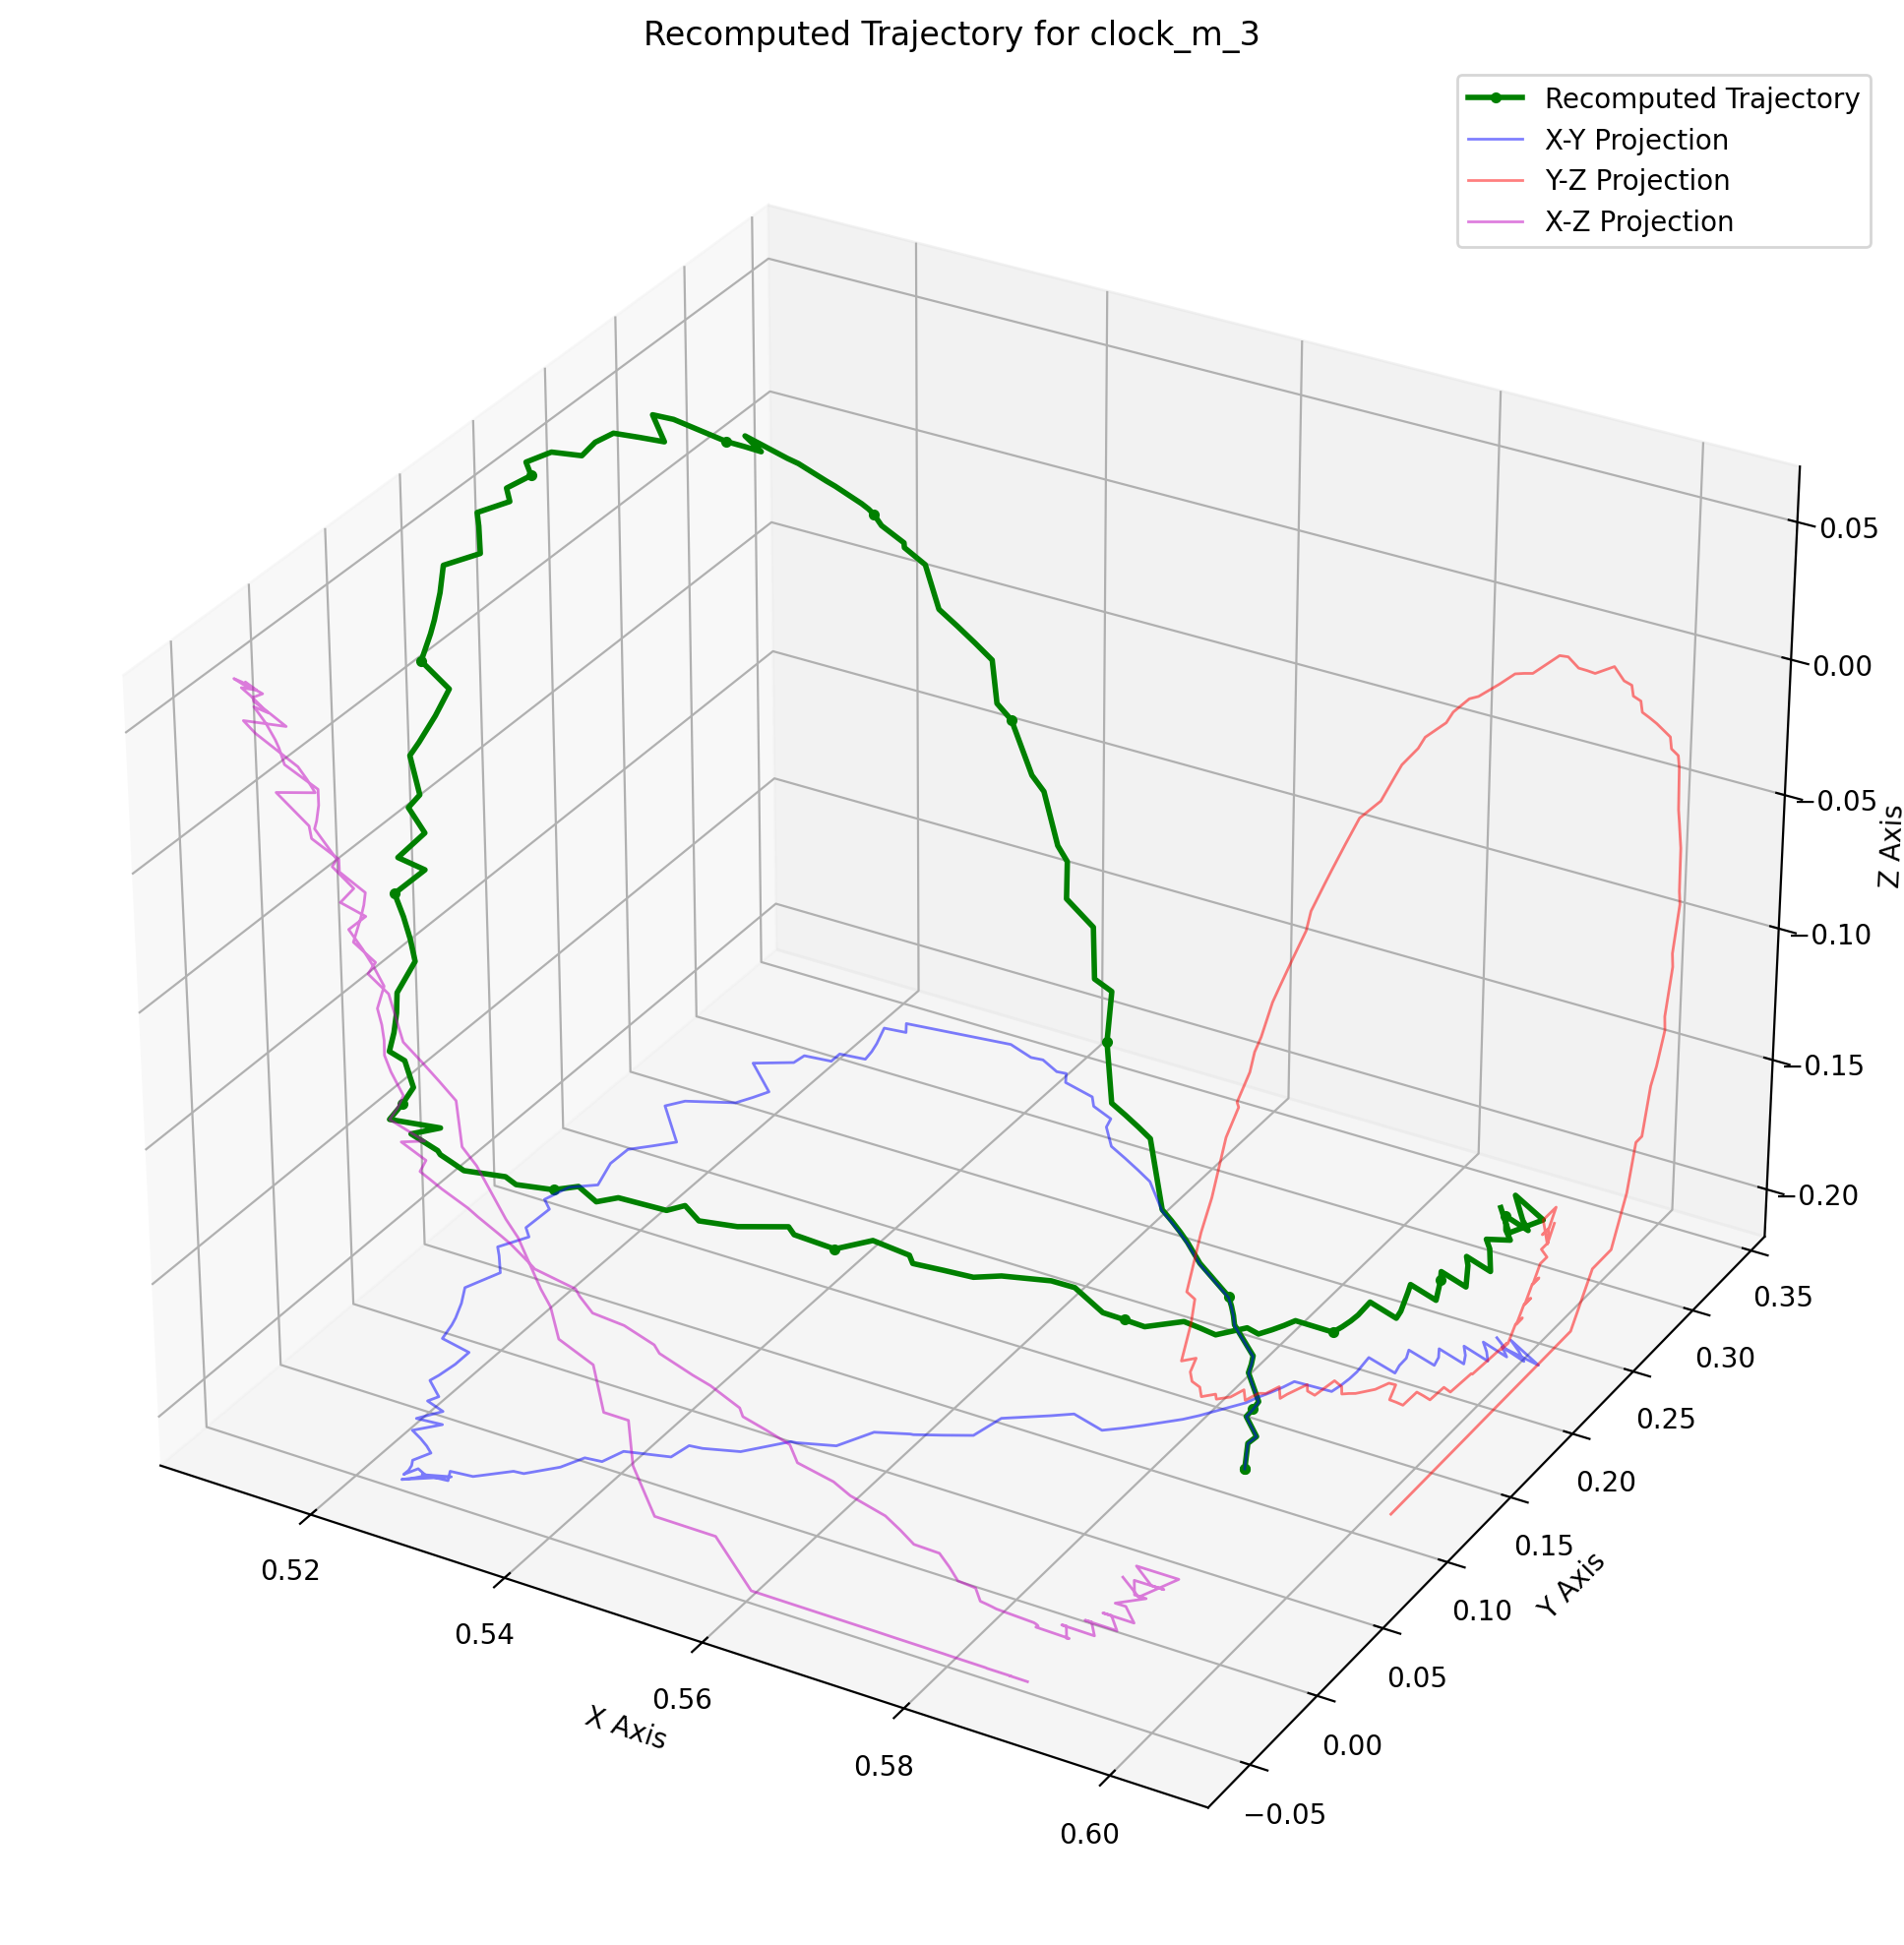 Recomputed Trajectory for clock_m_3
Recomputed Trajectory
X-Y Projection
Y-Z Projection
X-Z Projection
0.05
0.00
−0.05
−0.10
−0.15
−0.20
Z Axis
0.35
0.30
0.25
0.20
0.15
0.10
0.05
0.00
−0.05
Y Axis
0.52
0.54
0.56
0.58
0.60
X Axis